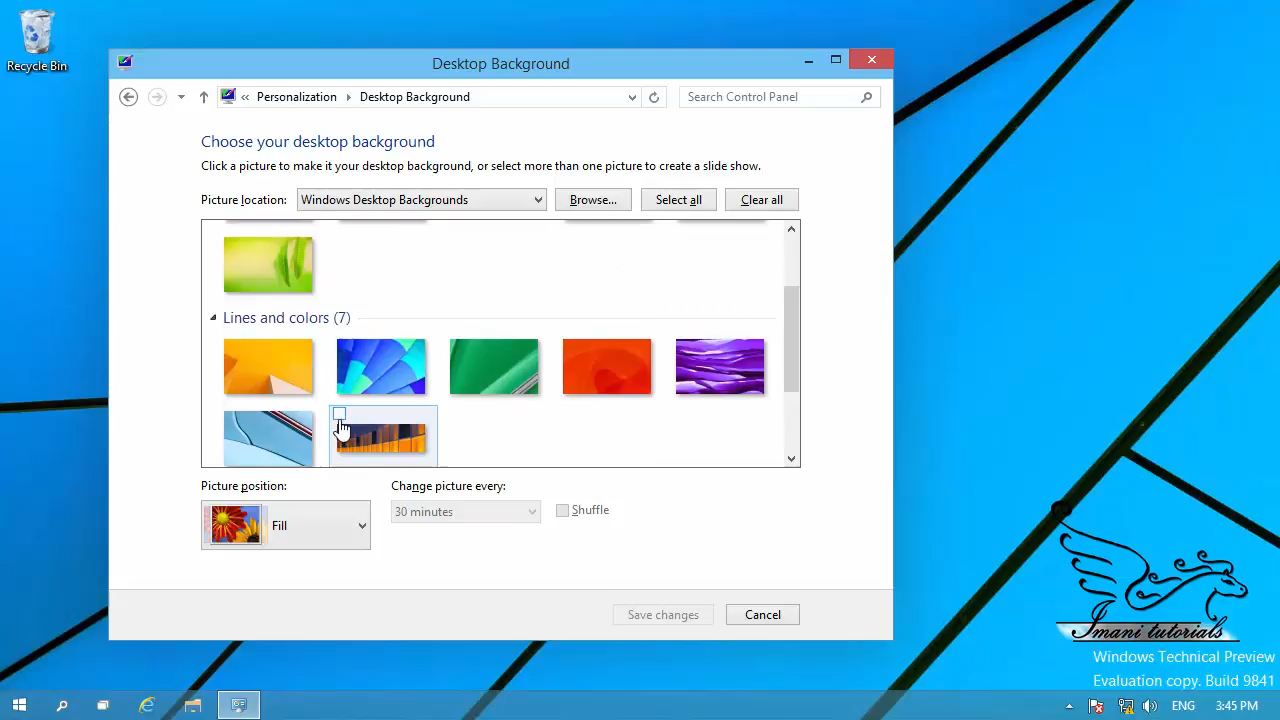 Recycle Bin
Desktop Background
« Personalization Desktop Background
Search Control Panel
Choose your desktop background
Click a picture to make it your desktop background, or select more than one picture to create a slide show.
Picture location: Windows Desktop Backgrounds Browse... Select all Clear all
Lines and colors (7)
Picture position: Change picture every:
Fill 30 minutes Shuffle
Save changes Cancel
Imani tutorials
Windows Technical Preview
Evaluation copy. Build 9841
ENG 3:45 PM